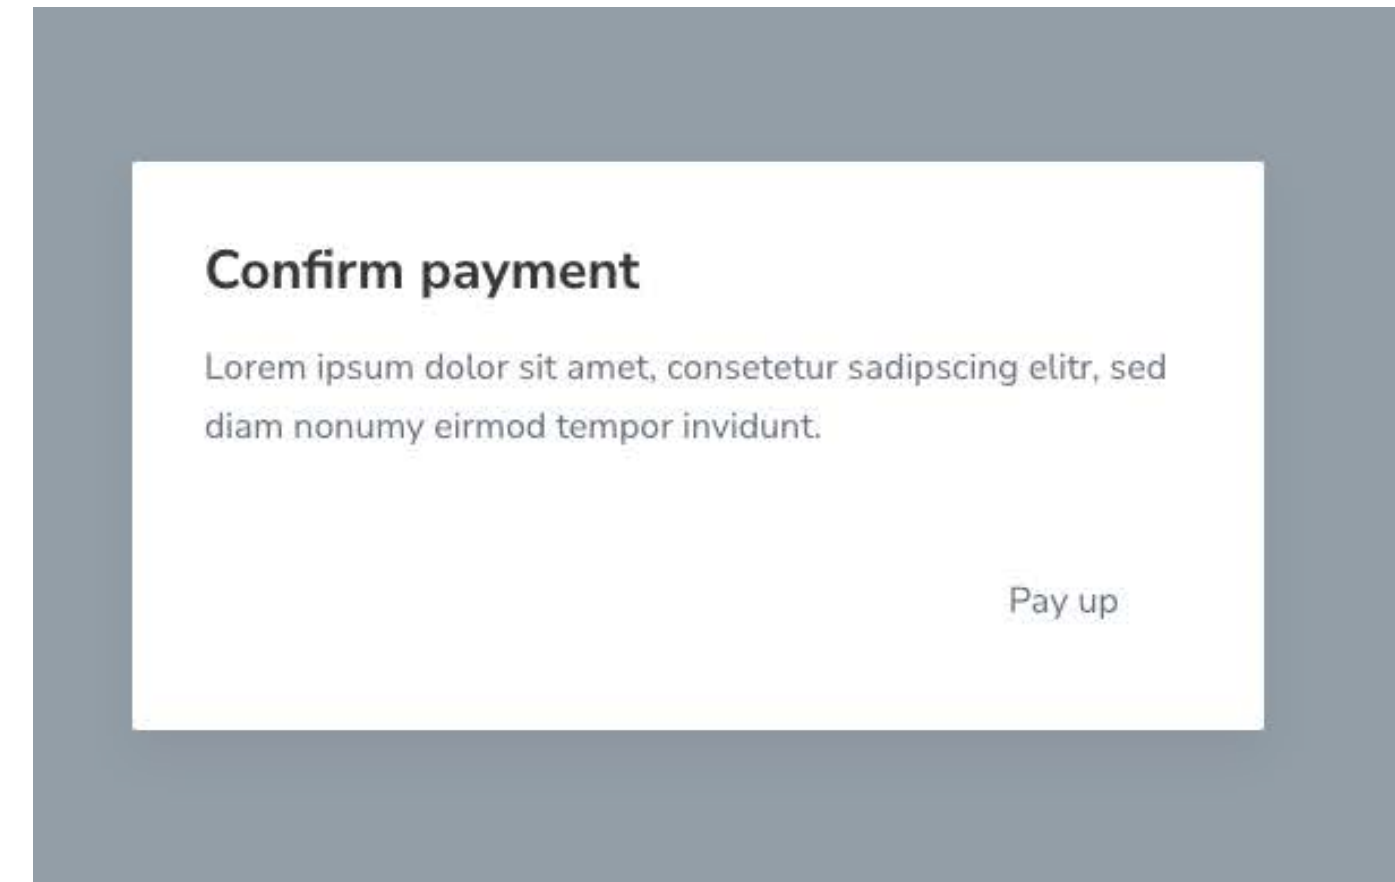 Confirm payment
Lorem ipsum dolor sit amet, consetetur sadipscing elitr, sed
diam nonumy eirmod tempor invidunt.
Pay up